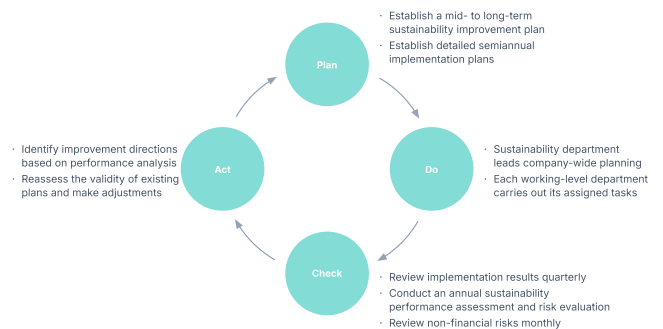 · Establish a mid- to long-term
sustainability improvement plan
· Establish detailed semiannual
implementation plans
Plan
· Identify improvement directions
based on performance analysis
· Reassess the validity of existing
plans and make adjustments
Act
Do
· Sustainability department
leads company-wide planning
· Each working-level department
carries out its assigned tasks
Check
· Review implementation results quarterly
· Conduct an annual sustainability
performance assessment and risk evaluation
· Review non-financial risks monthly